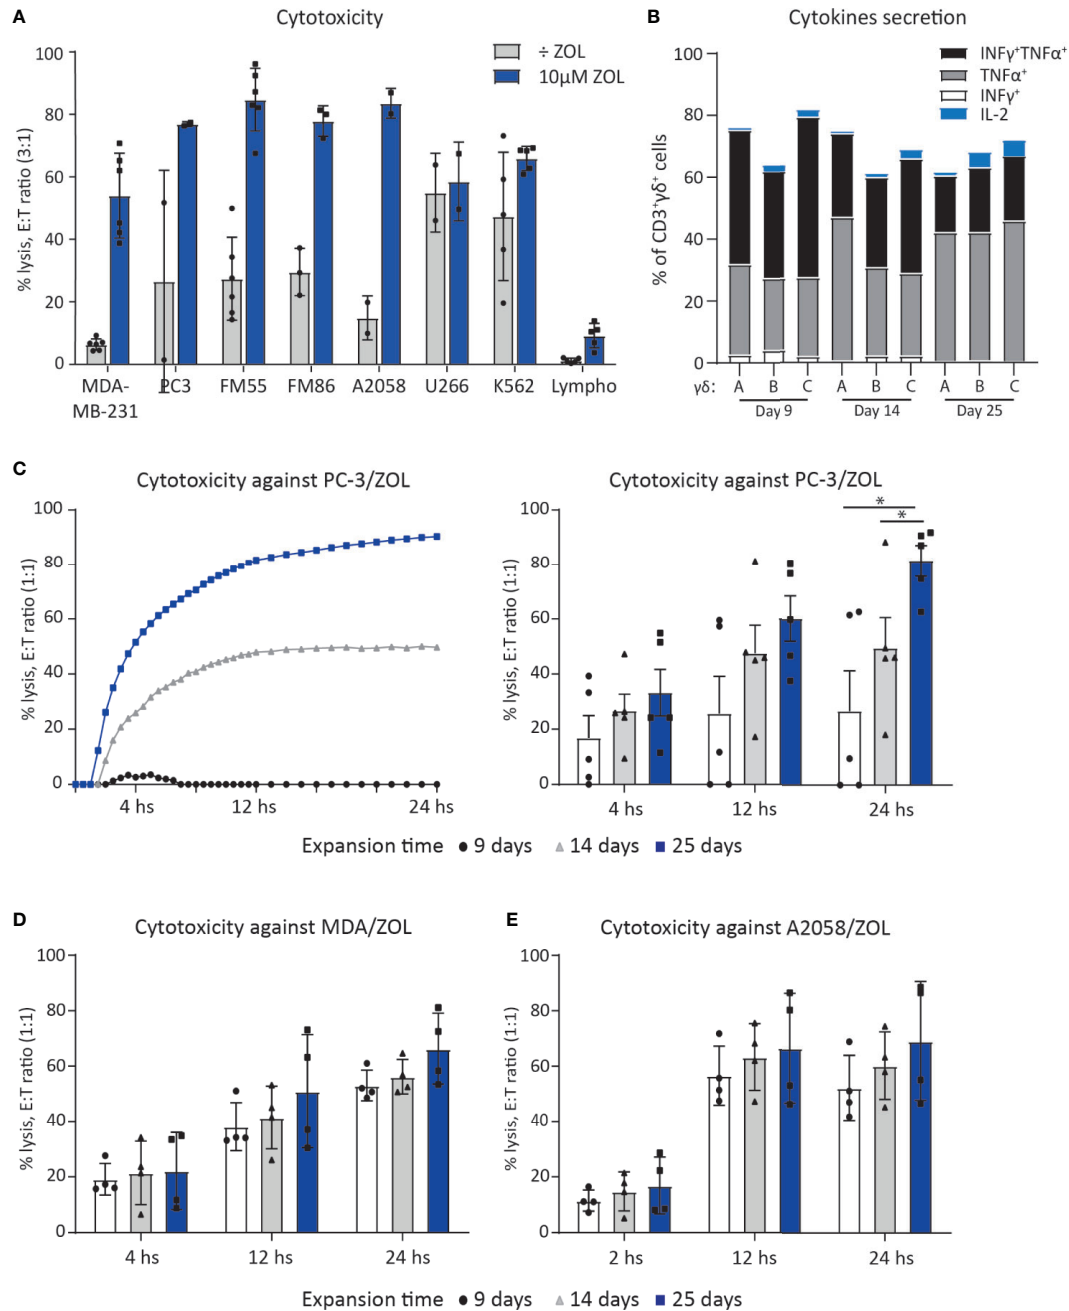 A
Cytotoxicity
% lysis, E:T ratio (3:1)
100
80
60
40
20
0
÷ ZOL
10µM ZOL
MDA-
MB-231
PC3
FM55
FM86
A2058
U266
K562
Lympho
B
Cytokines secretion
% of CD3⁺γδ⁺ cells
100
80
60
40
20
0
INFγ⁺TNFα⁺
TNFα⁺
INFγ⁺
IL-2
γδ: A B C A B C A B C
Day 9 Day 14 Day 25
C
Cytotoxicity against PC-3/ZOL
% lysis, E:T ratio (1:1)
100
80
60
40
20
0
4 hs 12 hs 24 hs
Cytotoxicity against PC-3/ZOL
% lysis, E:T ratio (1:1)
100
80
60
40
20
0
*
*
4 hs 12 hs 24 hs
Expansion time 9 days 14 days 25 days
D
Cytotoxicity against MDA/ZOL
% lysis, E:T ratio (1:1)
100
80
60
40
20
0
4 hs 12 hs 24 hs
E
Cytotoxicity against A2058/ZOL
% lysis, E:T ratio (1:1)
100
80
60
40
20
0
2 hs 12 hs 24 hs
Expansion time 9 days 14 days 25 days